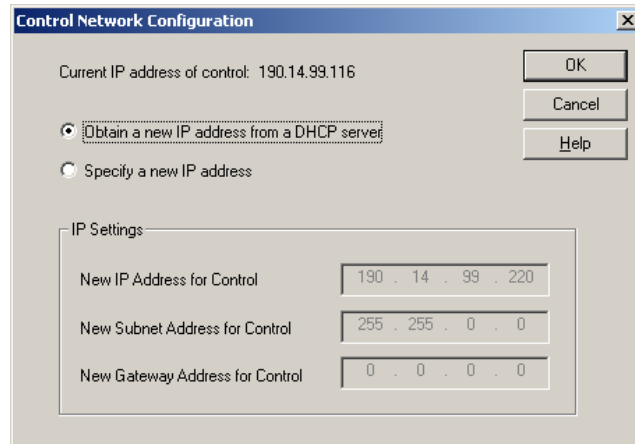 Control Network Configuration
Current IP address of control: 190.14.99.116
OK
Cancel
Help
Obtain a new IP address from a DHCP server
Specify a new IP address
IP Settings
New IP Address for Control 190 . 14 . 99 . 220
New Subnet Address for Control 255 . 255 . 0 . 0
New Gateway Address for Control 0 . 0 . 0 . 0